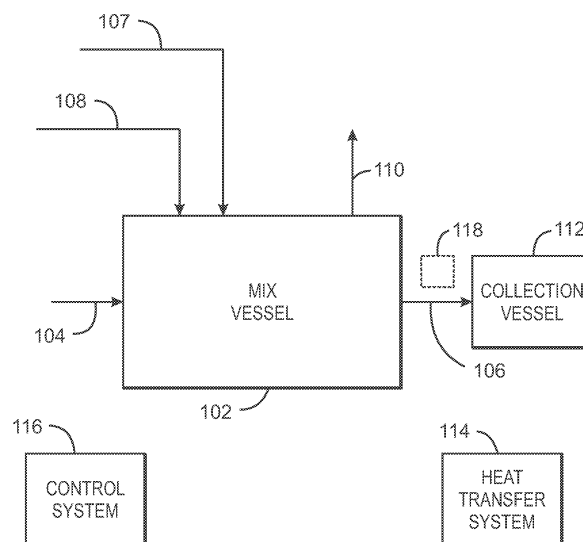 107
108
110
118
112
MIX
VESSEL
COLLECTION
VESSEL
104
106
102
116
114
CONTROL
SYSTEM
HEAT
TRANSFER
SYSTEM